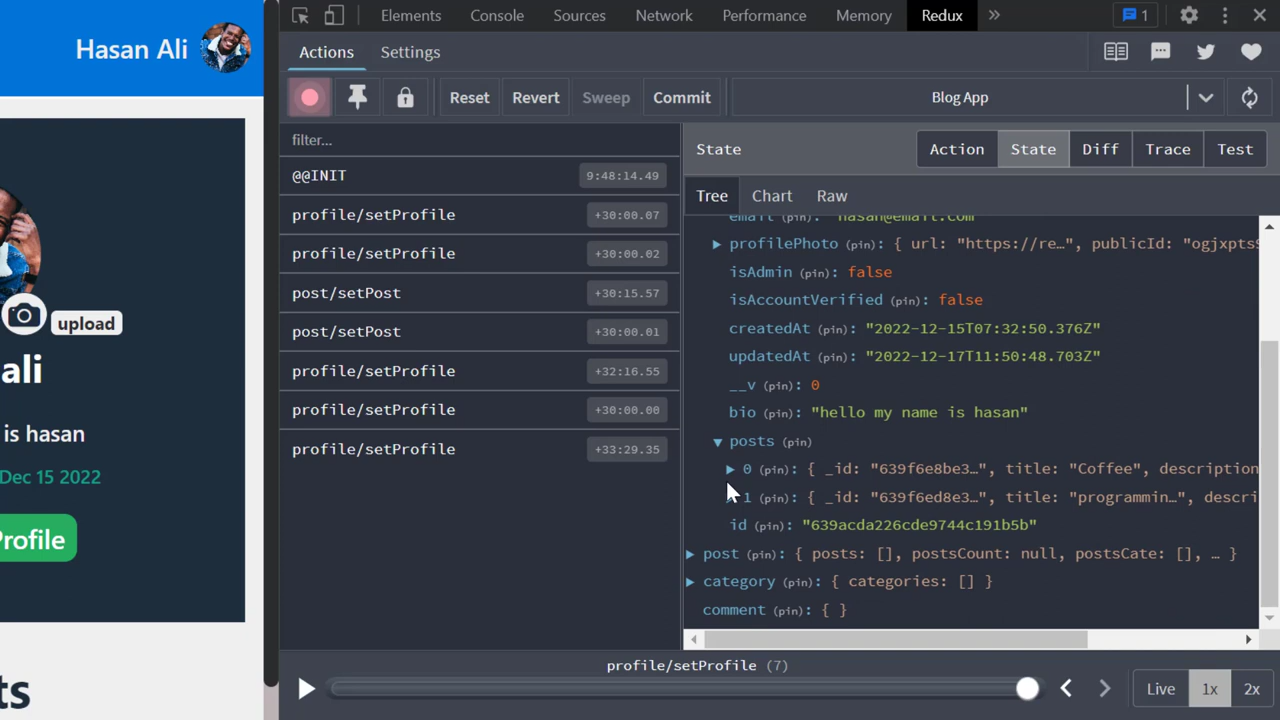 Hasan Ali
upload
ali
is hasan
Dec 15 2022
Profile
ts
Elements Console Sources Network Performance Memory Redux » 1
Actions Settings
Reset Revert Sweep Commit Blog App
filter...
@@INIT 9:48:14.49
profile/setProfile +30:00.07
profile/setProfile +30:00.02
post/setPost +30:15.57
post/setPost +30:00.01
profile/setProfile +32:16.55
profile/setProfile +30:00.00
profile/setProfile +33:29.35
State Action State Diff Trace Test
Tree Chart Raw
email (pin): "hasan@email.com"
profilePhoto (pin): { url: "https://re…", publicId: "ogjxptsS
isAdmin (pin): false
isAccountVerified (pin): false
createdAt (pin): "2022-12-15T07:32:50.376Z"
updatedAt (pin): "2022-12-17T11:50:48.703Z"
__v (pin): 0
bio (pin): "hello my name is hasan"
posts (pin)
0 (pin): { _id: "639f6e8be3…", title: "Coffee", description
1 (pin): { _id: "639f6ed8e3…", title: "programmin…", descri
id (pin): "639acda226cde9744c191b5b"
post (pin): { posts: [], postsCount: null, postsCate: [], … }
category (pin): { categories: [] }
comment (pin): { }
profile/setProfile (7)
Live 1x 2x